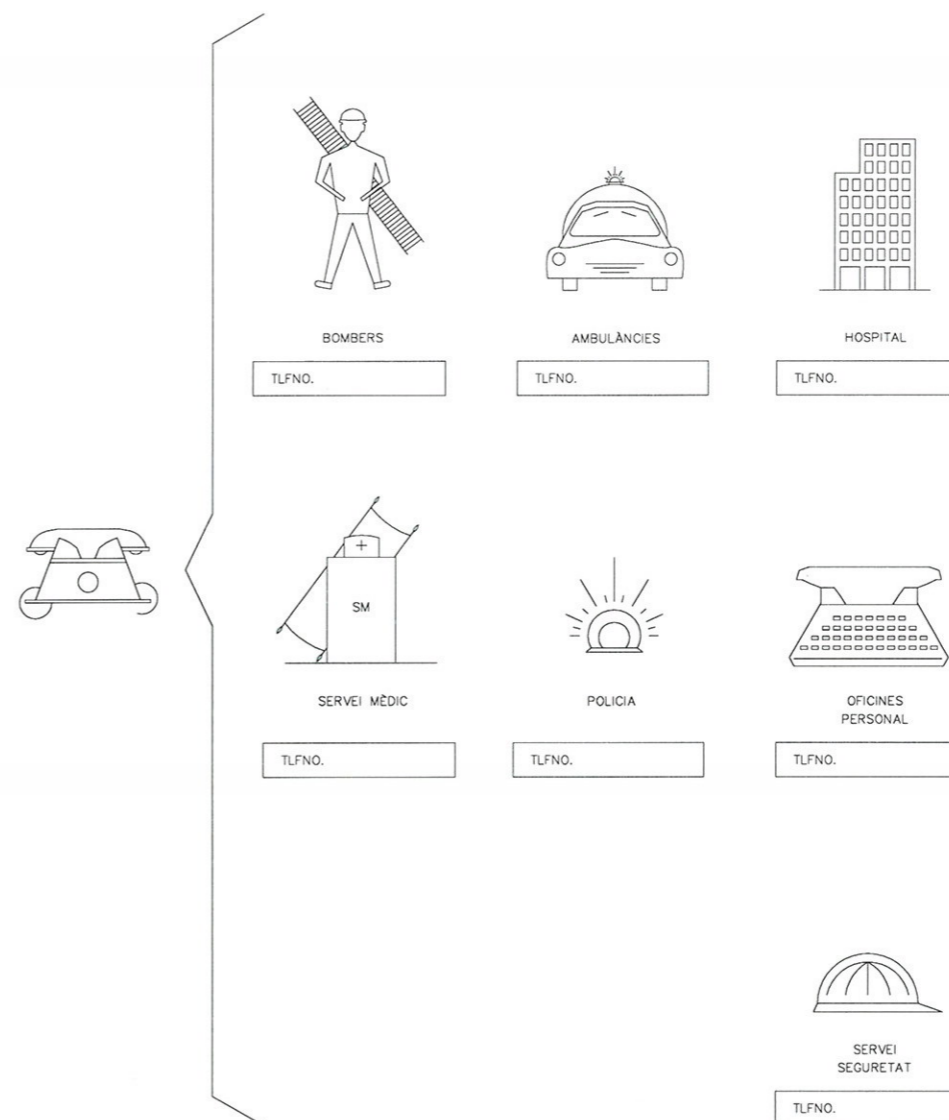 BOMBERS
AMBULÀNCIES
HOSPITAL
TLFNO.
TLFNO.
TLFNO.
SM
SERVEI MÈDIC
POLICIA
OFICINES
PERSONAL
TLFNO.
TLFNO.
TLFNO.
SERVEI
SEGURETAT
TLFNO.